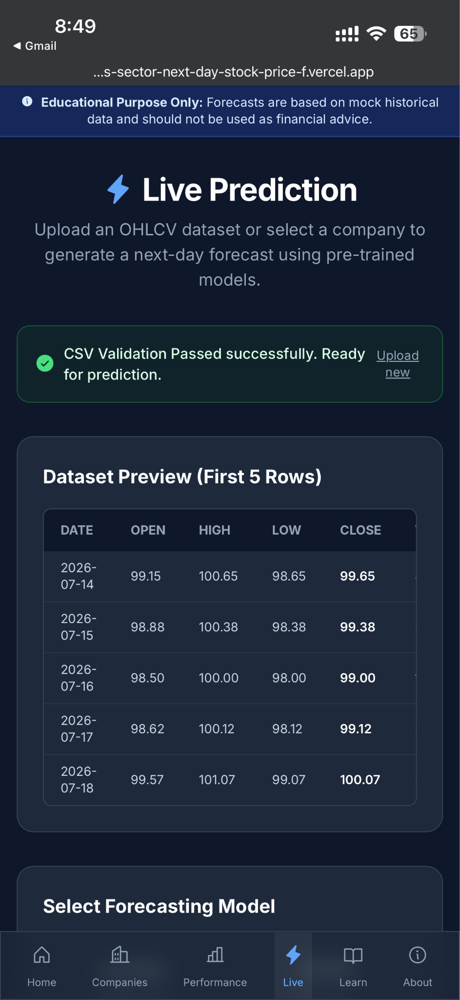 8:49
65
◀ Gmail
...s-sector-next-day-stock-price-f.vercel.app
Educational Purpose Only: Forecasts are based on mock historical
data and should not be used as financial advice.
Live Prediction
Upload an OHLCV dataset or select a company to
generate a next-day forecast using pre-trained
models.
CSV Validation Passed successfully. Ready
for prediction.
Upload
new
Dataset Preview (First 5 Rows)
DATE OPEN HIGH LOW CLOSE
2026-
07-14 99.15 100.65 98.65 99.65
2026-
07-15 98.88 100.38 98.38 99.38
2026-
07-16 98.50 100.00 98.00 99.00
2026-
07-17 98.62 100.12 98.12 99.12
2026-
07-18 99.57 101.07 99.07 100.07
Select Forecasting Model
Home Companies Performance Live Learn About